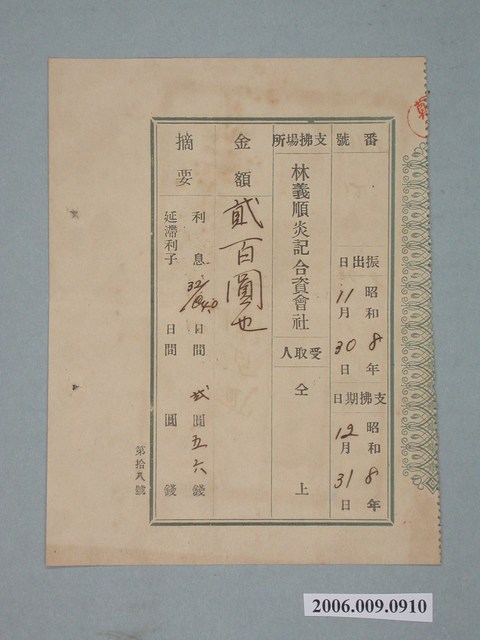 番號
振出日 昭和8年11月30日
支拂期日 昭和8年12月31日
支拂場所 林義順炎記合資會社
受取人 仝上
金額 貳百圓也
摘要
利息 32/ 日間 貳圓五六錢
延滯利子 日間 圓 錢
第拾八號
2006.009.0910